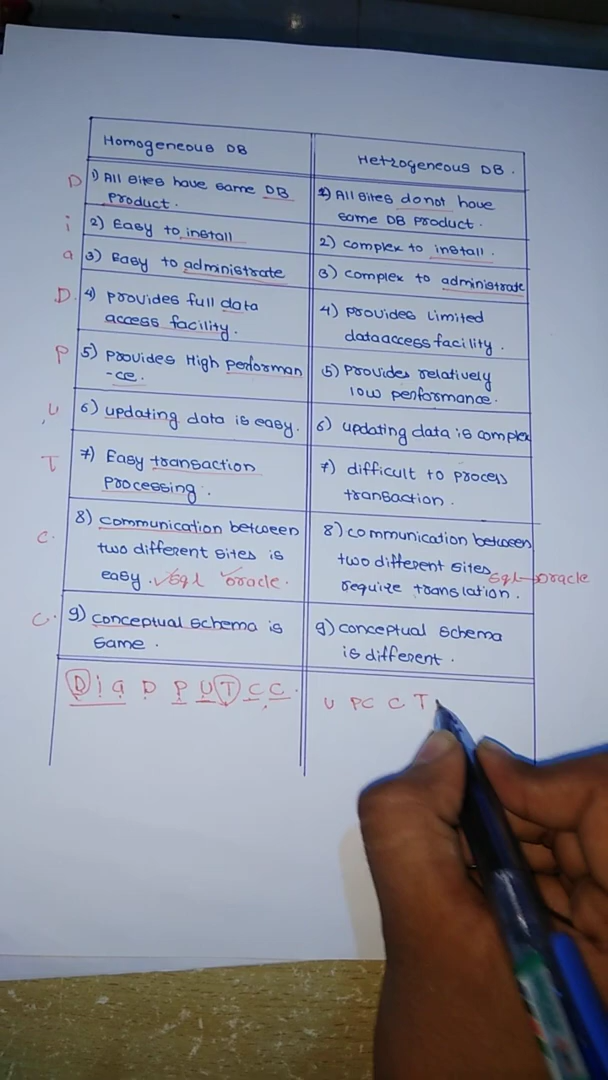 Homogeneous DB
Hetrogeneous DB.
D 1) All sites have same DB
product.
1) All sites donot have
same DB product.
i 2) Easy to install
2) complex to install.
a 3) Easy to administrate
3) complex to administrate
D. 4) provides full data
access facility.
4) provides Limited
dataaccess facility.
P 5) provides High performan
-ce.
5) provides relatively
low performance.
U 6) updating data is easy.
6) updating data is complex
T 7) Easy transaction
processing.
7) difficult to process
transaction.
C. 8) communication between
two different sites is
easy. ✓sql ✓oracle.
8) communication between
two different sites sql→oracle
require translation.
C. 9) conceptual schema is
same.
9) conceptual schema
is different.
D i a D P U T C C.
U PC C T